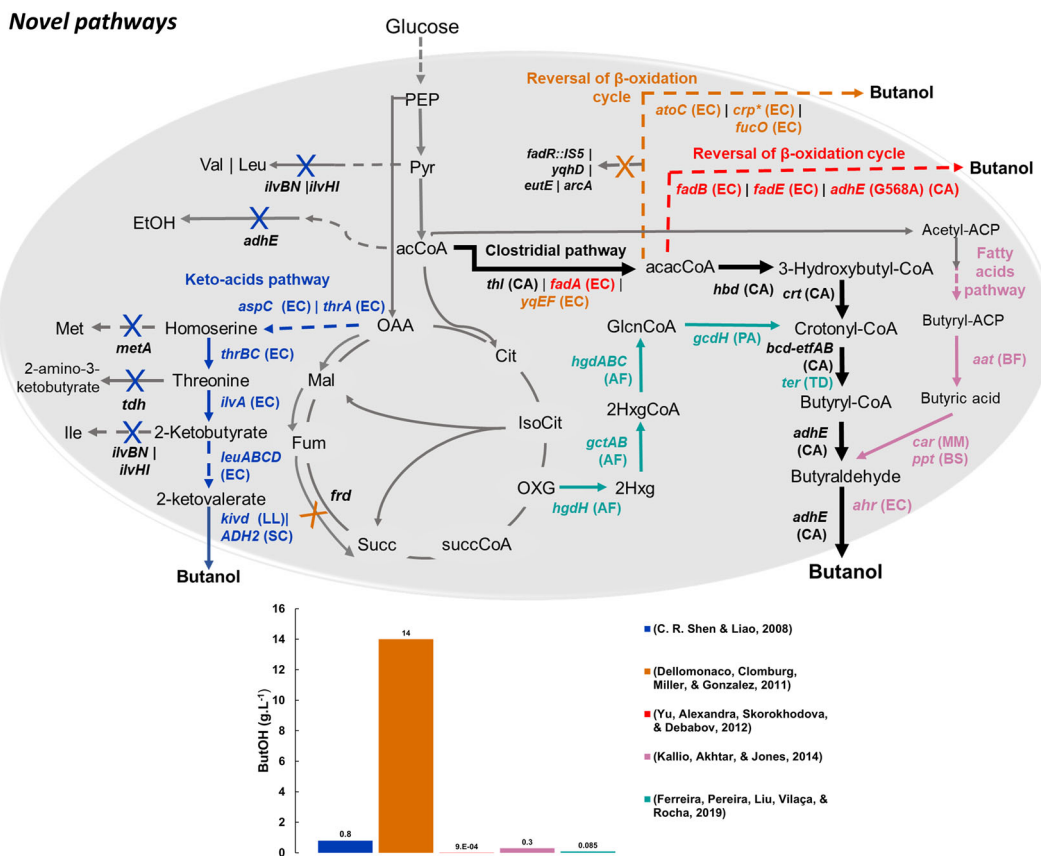 Novel pathways
Glucose
PEP
Reversal of β-oxidation
cycle
Butanol
atoC (EC) | crp* (EC) |
fucO (EC)
Val | Leu
ilvBN |ilvHI
Pyr
fadR::IS5 |
yqhD |
eutE | arcA
Reversal of β-oxidation cycle
Butanol
fadB (EC) | fadE (EC) | adhE (G568A) (CA)
EtOH
adhE
acCoA
Clostridial pathway
thl (CA) | fadA (EC) |
yqEF (EC)
acacCoA
hbd (CA)
3-Hydroxybutyl-CoA
crt (CA)
Acetyl-ACP
Fatty
acids
pathway
Keto-acids pathway
aspC (EC) | thrA (EC)
Met
metA
Homoserine
OAA
thrBC (EC)
GlcnCoA
gcdH (PA)
Crotonyl-CoA
Butyryl-ACP
bcd-etfAB
(CA)
ter (TD)
aat (BF)
2-amino-3-
ketobutyrate
tdh
Threonine
ilvA (EC)
Mal
Cit
hgdABC
(AF)
2HxgCoA
Butyryl-CoA
Butyric acid
Ile
ilvBN |
ilvHI
2-Ketobutyrate
leuABCD
(EC)
Fum
IsoCit
gctAB
(AF)
adhE
(CA)
car (MM)
ppt (BS)
Butyraldehyde
2-ketovalerate
kivd (LL)|
ADH2 (SC)
frd
OXG
hgdH (AF)
2Hxg
adhE
(CA)
ahr (EC)
Succ
succCoA
Butanol
Butanol
ButOH (g.L-1)
16
14
12
10
8
6
4
2
0
0.8
14
9.E-04
0.3
0.085
(C. R. Shen & Liao, 2008)
(Dellomonaco, Clomburg,
Miller, & Gonzalez, 2011)
(Yu, Alexandra, Skorokhodova,
& Debabov, 2012)
(Kallio, Akhtar, & Jones, 2014)
(Ferreira, Pereira, Liu, Vilaça, &
Rocha, 2019)